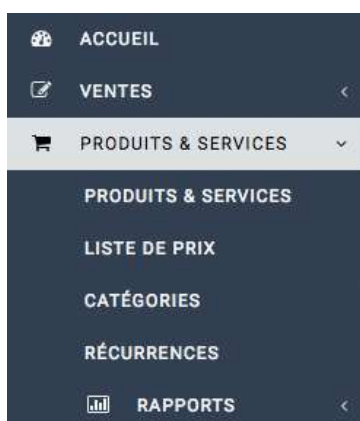 ACCUEIL
VENTES
PRODUITS & SERVICES
PRODUITS & SERVICES
LISTE DE PRIX
CATÉGORIES
RÉCURRENCES
RAPPORTS